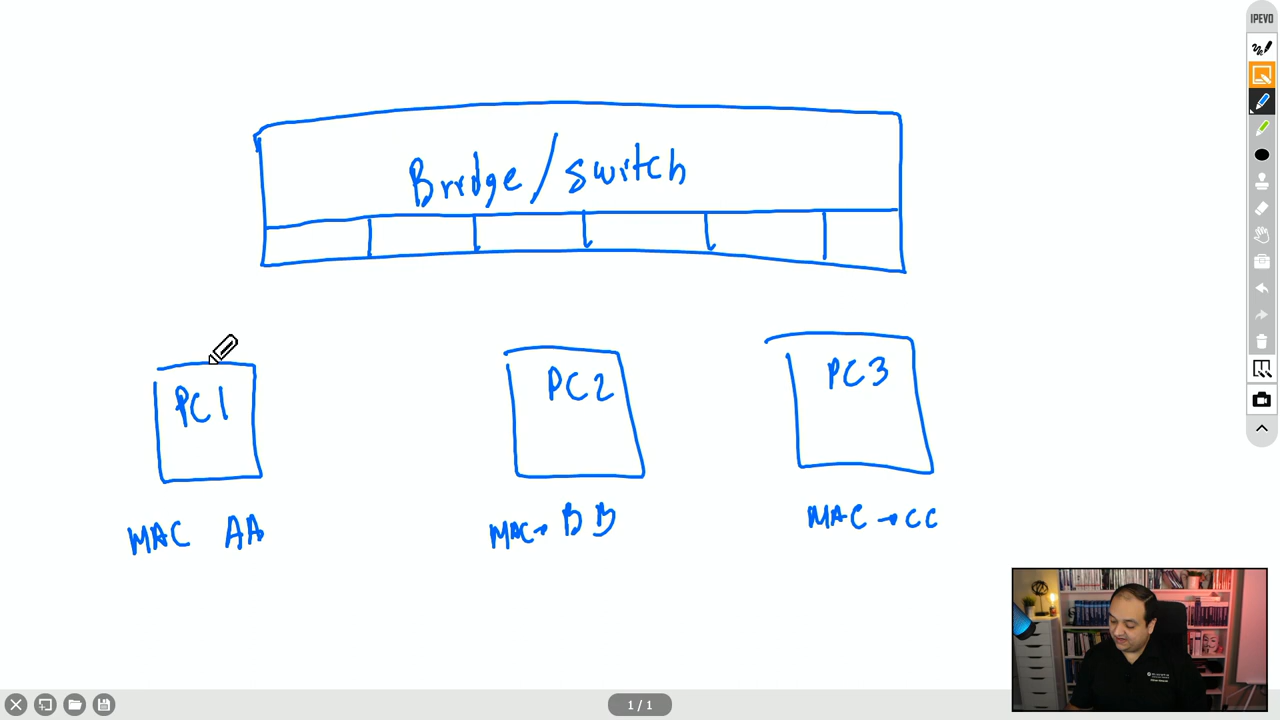 IPEVO
Bridge/switch
PC1
PC2
PC3
MAC AA
MAC→ BB
MAC →CC
1 / 1